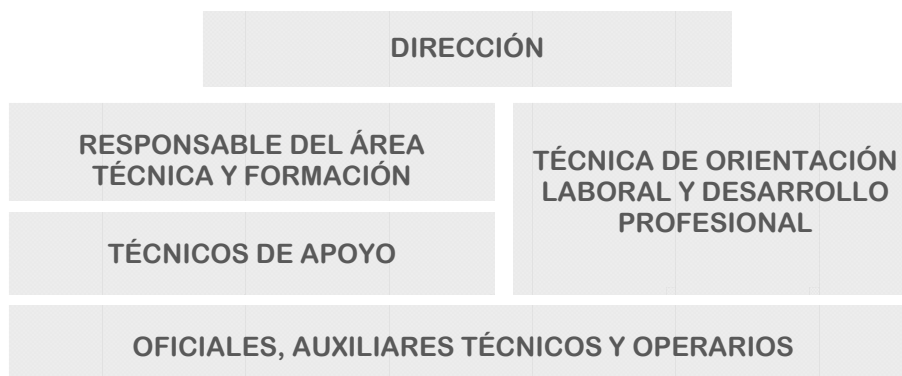 DIRECCIÓN
RESPONSABLE DEL ÁREA
TÉCNICA Y FORMACIÓN
TÉCNICOS DE APOYO
TÉCNICA DE ORIENTACIÓN
LABORAL Y DESARROLLO
PROFESIONAL
OFICIALES, AUXILIARES TÉCNICOS Y OPERARIOS